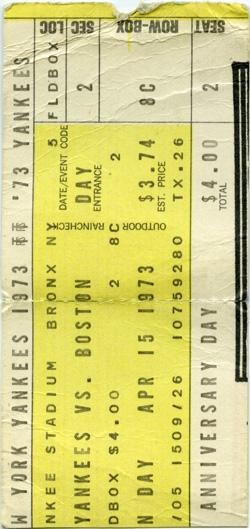 W YORK YANKEES 1973 '73 YANKEES
NKEE STADIUM BRONX NY 5 FLDBOX
DATE/EVENT CODE
SEC LOC
YANKEES VS. BOSTON DAY 2
ENTRANCE
DBOX $4.00 2 8C 2
OUTDOOR RAINCHECK
ROW-BOX
N DAY APR 15 1973 $3.74 8C
EST. PRICE
/05 1509/26 10759280 TX.26
SEAT
ANNIVERSARY DAY $4.00 2
TOTAL